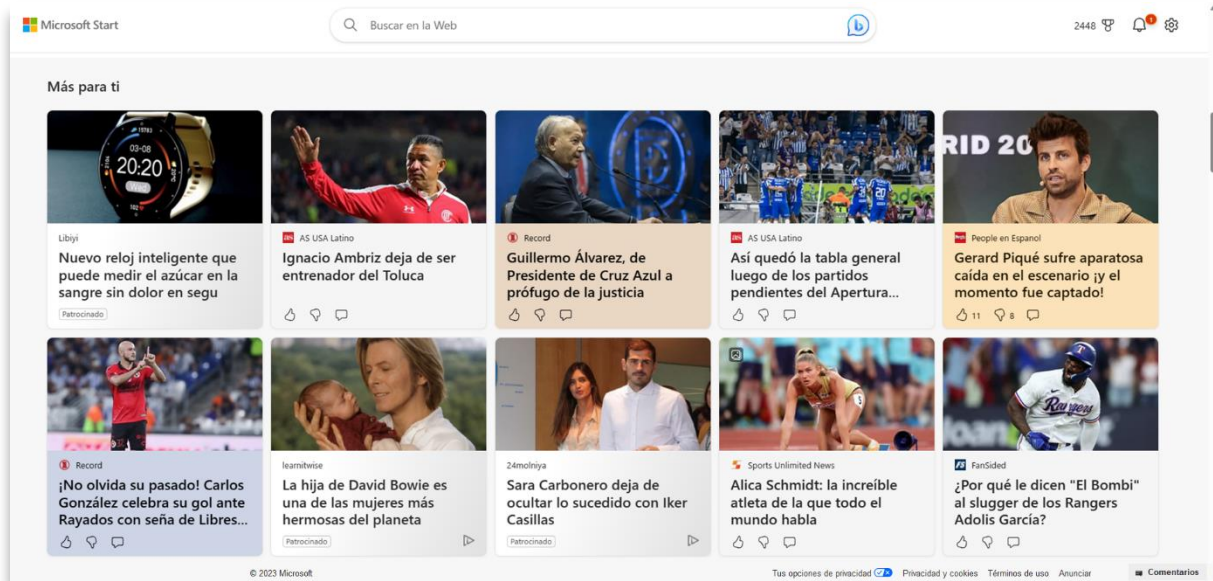 Microsoft Start
Buscar en la Web
2448
1
Más para ti
15783
03-08
20:20
Wed
102
Libiyi
Nuevo reloj inteligente que
puede medir el azúcar en la
sangre sin dolor en segu
Patrocinado
AS USA Latino
Ignacio Ambriz deja de ser
entrenador del Toluca
Record
Guillermo Álvarez, de
Presidente de Cruz Azul a
prófugo de la justicia
AS USA Latino
Así quedó la tabla general
luego de los partidos
pendientes del Apertura...
RID 20
People en Espanol
Gerard Piqué sufre aparatosa
caída en el escenario ¡y el
momento fue captado!
11 8
Record
¡No olvida su pasado! Carlos
González celebra su gol ante
Rayados con seña de Libres...
learnitwise
La hija de David Bowie es
una de las mujeres más
hermosas del planeta
Patrocinado
24molniya
Sara Carbonero deja de
ocultar lo sucedido con Iker
Casillas
Patrocinado
Sports Unlimited News
Alica Schmidt: la increíble
atleta de la que todo el
mundo habla
Rangers
FanSided
¿Por qué le dicen "El Bombi"
al slugger de los Rangers
Adolis García?
© 2023 Microsoft
Tus opciones de privacidad Privacidad y cookies Términos de uso Anunciar Comentarios